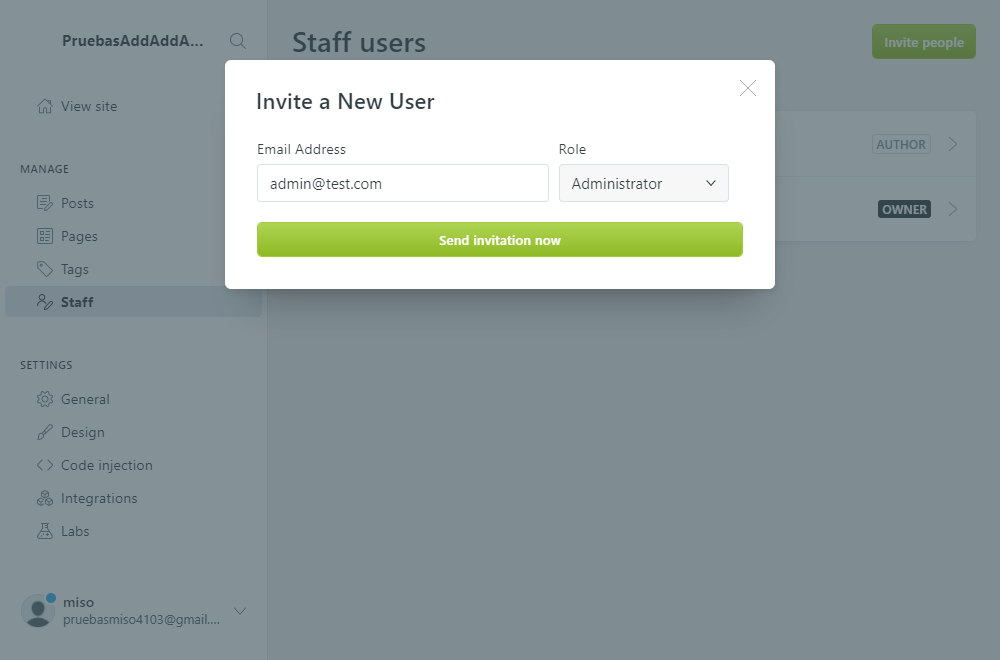 PruebasAddAddA...
View site
MANAGE
Posts
Pages
Tags
Staff
SETTINGS
General
Design
Code injection
Integrations
Labs
miso
pruebasmiso4103@gmail....
Staff users
Invite people
AUTHOR
OWNER
Invite a New User
Email Address
Role
admin@test.com
Administrator
Send invitation now